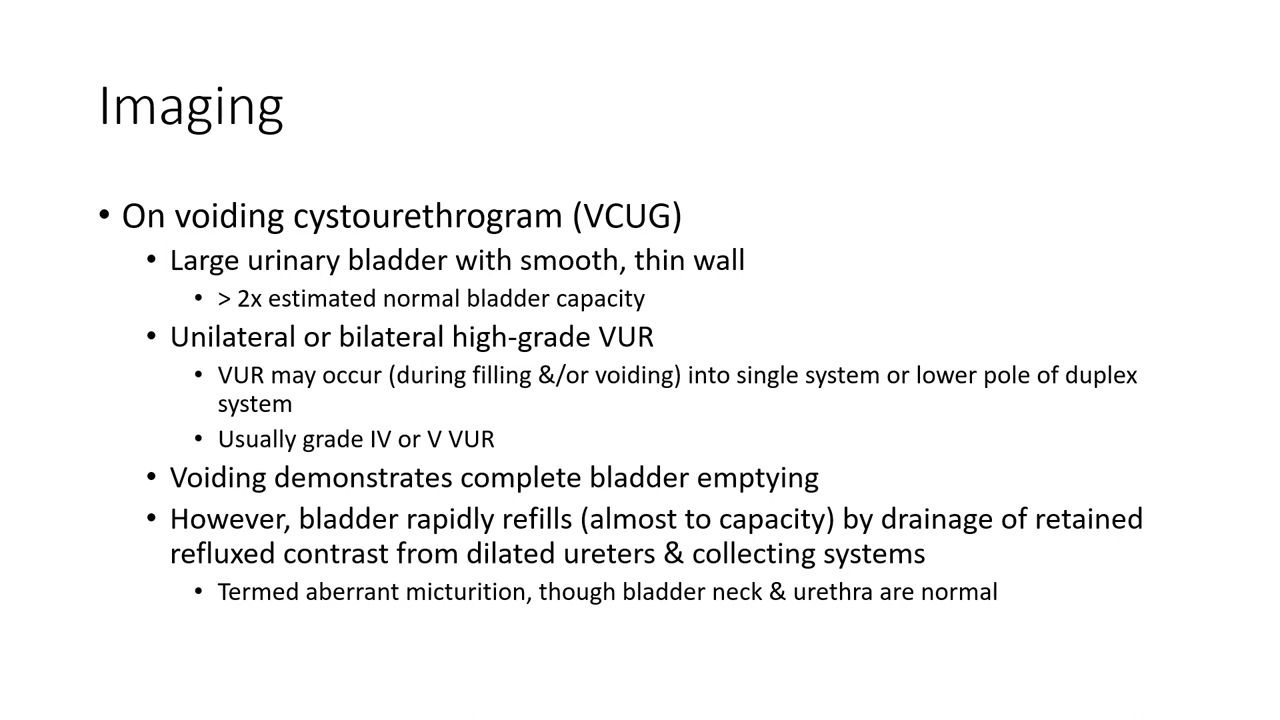 Imaging
• On voiding cystourethrogram (VCUG)
• Large urinary bladder with smooth, thin wall
• > 2x estimated normal bladder capacity
• Unilateral or bilateral high-grade VUR
• VUR may occur (during filling &/or voiding) into single system or lower pole of duplex
system
• Usually grade IV or V VUR
• Voiding demonstrates complete bladder emptying
• However, bladder rapidly refills (almost to capacity) by drainage of retained
refluxed contrast from dilated ureters & collecting systems
• Termed aberrant micturition, though bladder neck & urethra are normal